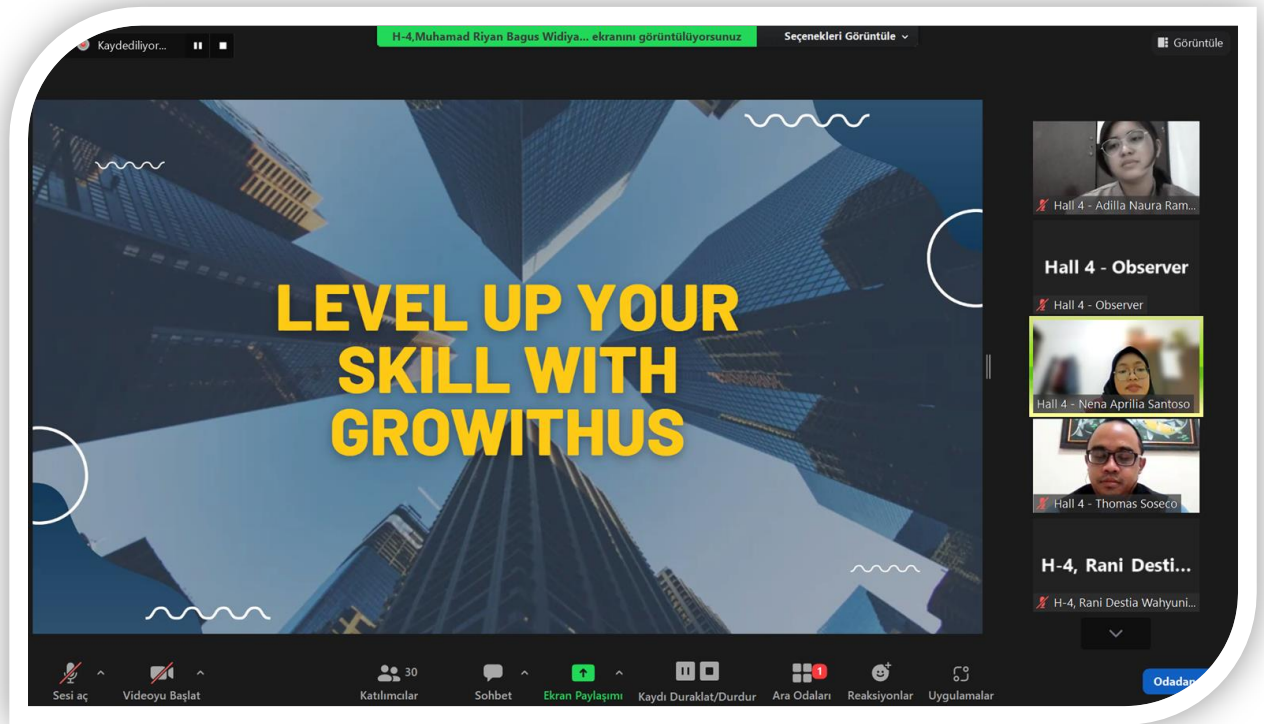 Kaydediliyor...
H-4,Muhamad Riyan Bagus Widiya... ekranını görüntülüyorsunuz
Seçenekleri Görüntüle
Görüntüle
LEVEL UP YOUR
SKILL WITH
GROWITHUS
Hall 4 - Adilla Naura Ram...
Hall 4 - Observer
Hall 4 - Observer
Hall 4 - Nena Aprilia Santoso
Hall 4 - Thomas Soseco
H-4, Rani Desti...
H-4, Rani Destia Wahyuni...
Sesi aç
Videoyu Başlat
30
Katılımcılar
Sohbet
Ekran Paylaşımı
Kaydı Duraklat/Durdur
1
Ara Odaları
Reaksiyonlar
Uygulamalar